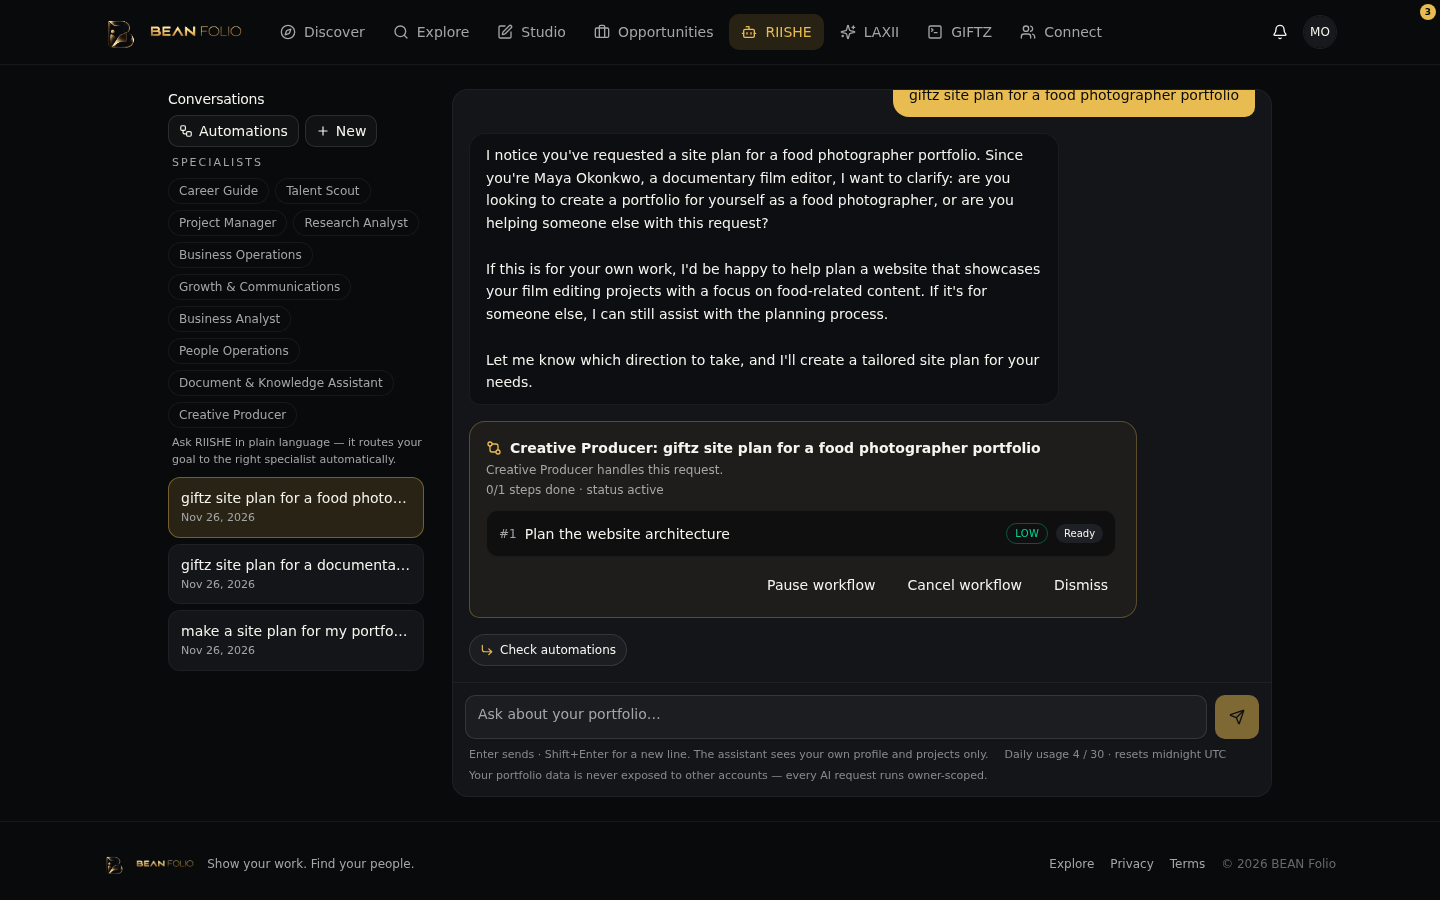 BEAN FOLIO
Discover
Explore
Studio
Opportunities
RIISHE
LAXII
GIFTZ
Connect
MO
3
Conversations
Automations
New
SPECIALISTS
Career Guide
Talent Scout
Project Manager
Research Analyst
Business Operations
Growth & Communications
Business Analyst
People Operations
Document & Knowledge Assistant
Creative Producer
Ask RIISHE in plain language — it routes your
goal to the right specialist automatically.
giftz site plan for a food photo...
Nov 26, 2026
giftz site plan for a documenta...
Nov 26, 2026
make a site plan for my portfo...
Nov 26, 2026
giftz site plan for a food photographer portfolio
I notice you've requested a site plan for a food photographer portfolio. Since
you're Maya Okonkwo, a documentary film editor, I want to clarify: are you
looking to create a portfolio for yourself as a food photographer, or are you
helping someone else with this request?
If this is for your own work, I'd be happy to help plan a website that showcases
your film editing projects with a focus on food-related content. If it's for
someone else, I can still assist with the planning process.
Let me know which direction to take, and I'll create a tailored site plan for your
needs.
Creative Producer: giftz site plan for a food photographer portfolio
Creative Producer handles this request.
0/1 steps done · status active
#1 Plan the website architecture
LOW
Ready
Pause workflow
Cancel workflow
Dismiss
Check automations
Ask about your portfolio...
Enter sends · Shift+Enter for a new line. The assistant sees your own profile and projects only.
Daily usage 4 / 30 · resets midnight UTC
Your portfolio data is never exposed to other accounts — every AI request runs owner-scoped.
BEAN FOLIO
Show your work. Find your people.
Explore
Privacy
Terms
© 2026 BEAN Folio